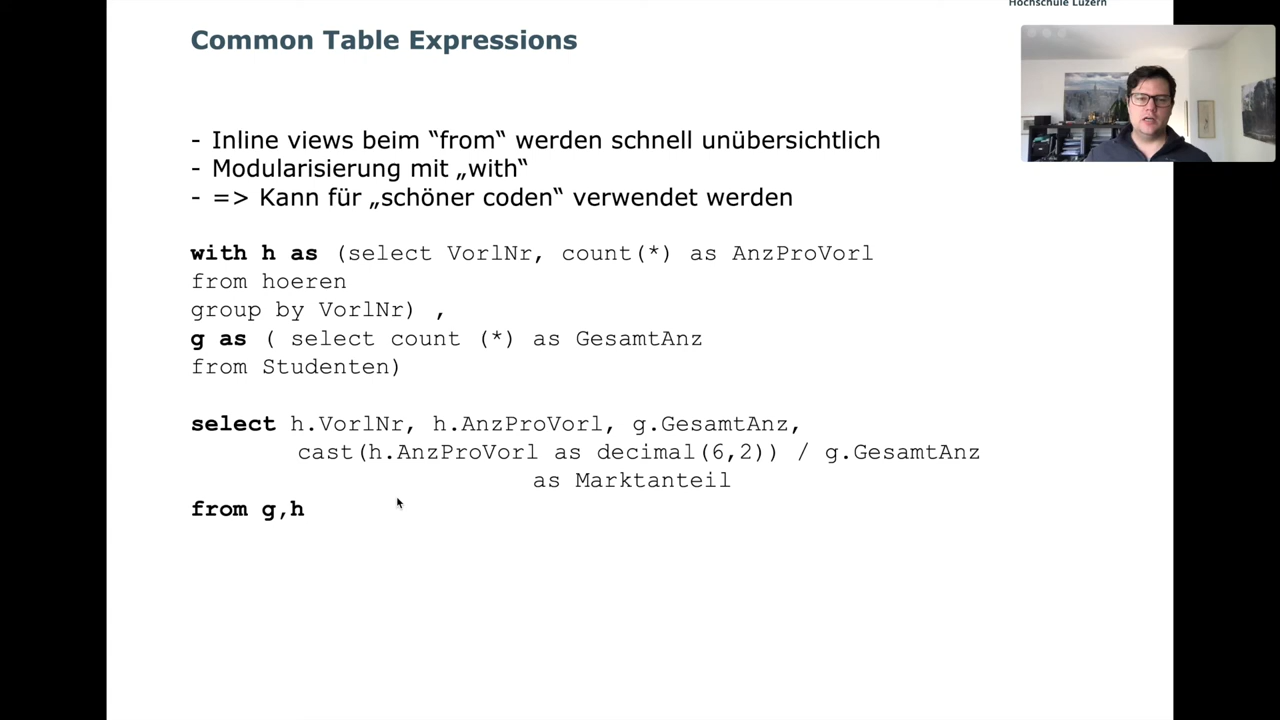 Hochschule Luzern
Common Table Expressions
- Inline views beim “from“ werden schnell unübersichtlich
- Modularisierung mit „with“
- => Kann für „schöner coden“ verwendet werden
with h as (select VorlNr, count(*) as AnzProVorl
from hoeren
group by VorlNr) ,
g as ( select count (*) as GesamtAnz
from Studenten)
select h.VorlNr, h.AnzProVorl, g.GesamtAnz,
cast(h.AnzProVorl as decimal(6,2)) / g.GesamtAnz
as Marktanteil
from g,h